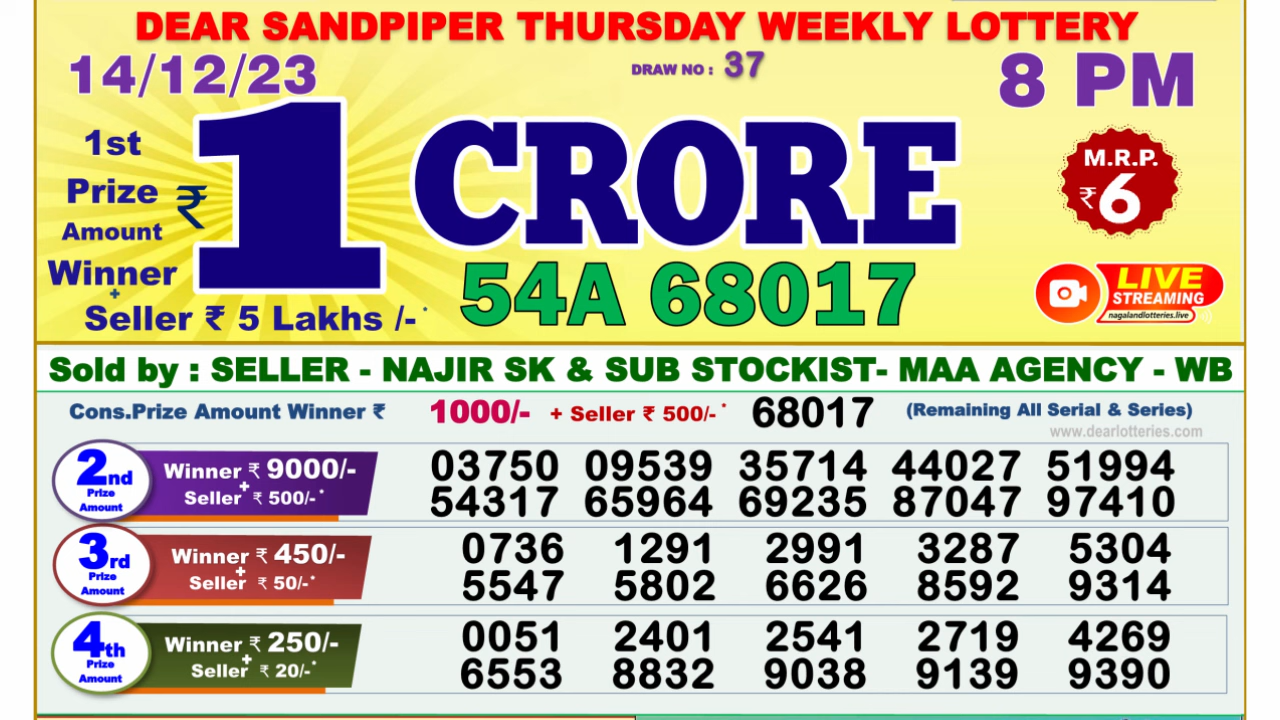 DEAR SANDPIPER THURSDAY WEEKLY LOTTERY
14/12/23
DRAW NO : 37
8 PM
1st
Prize
Amount
Winner
+
Seller ₹ 5 Lakhs /-*
₹ 1 CRORE
54A 68017
M.R.P.
₹6
LIVE
STREAMING
nagalandlotteries.live
Sold by : SELLER - NAJIR SK & SUB STOCKIST- MAA AGENCY - WB
Cons.Prize Amount Winner ₹ 1000/- + Seller ₹ 500/-* 68017 (Remaining All Serial & Series)
www.dearlotteries.com
2nd
Prize
Amount
Winner ₹ 9000/-
+
Seller ₹ 500/-*
03750 09539 35714 44027 51994
54317 65964 69235 87047 97410
3rd
Prize
Amount
Winner ₹ 450/-
+
Seller ₹ 50/-*
0736 1291 2991 3287 5304
5547 5802 6626 8592 9314
4th
Prize
Amount
Winner ₹ 250/-
+
Seller ₹ 20/-*
0051 2401 2541 2719 4269
6553 8832 9038 9139 9390